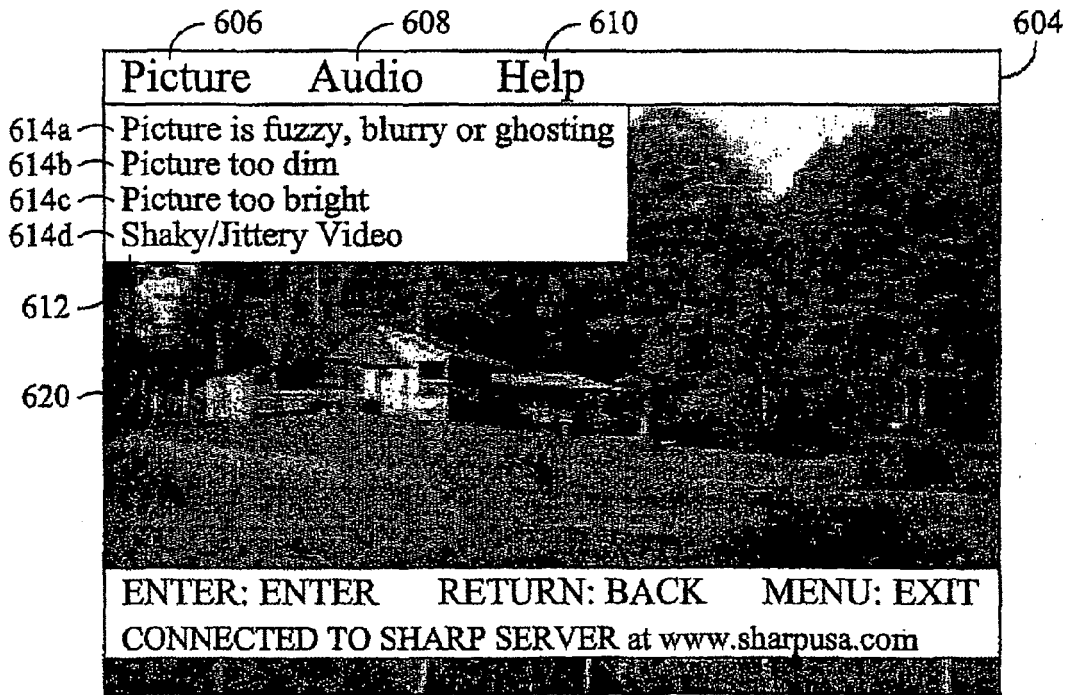 606 608 610 604
Picture Audio Help
614a Picture is fuzzy, blurry or ghosting
614b Picture too dim
614c Picture too bright
614d Shaky/Jittery Video
612
620
ENTER: ENTER RETURN: BACK MENU: EXIT
CONNECTED TO SHARP SERVER at www.sharpusa.com